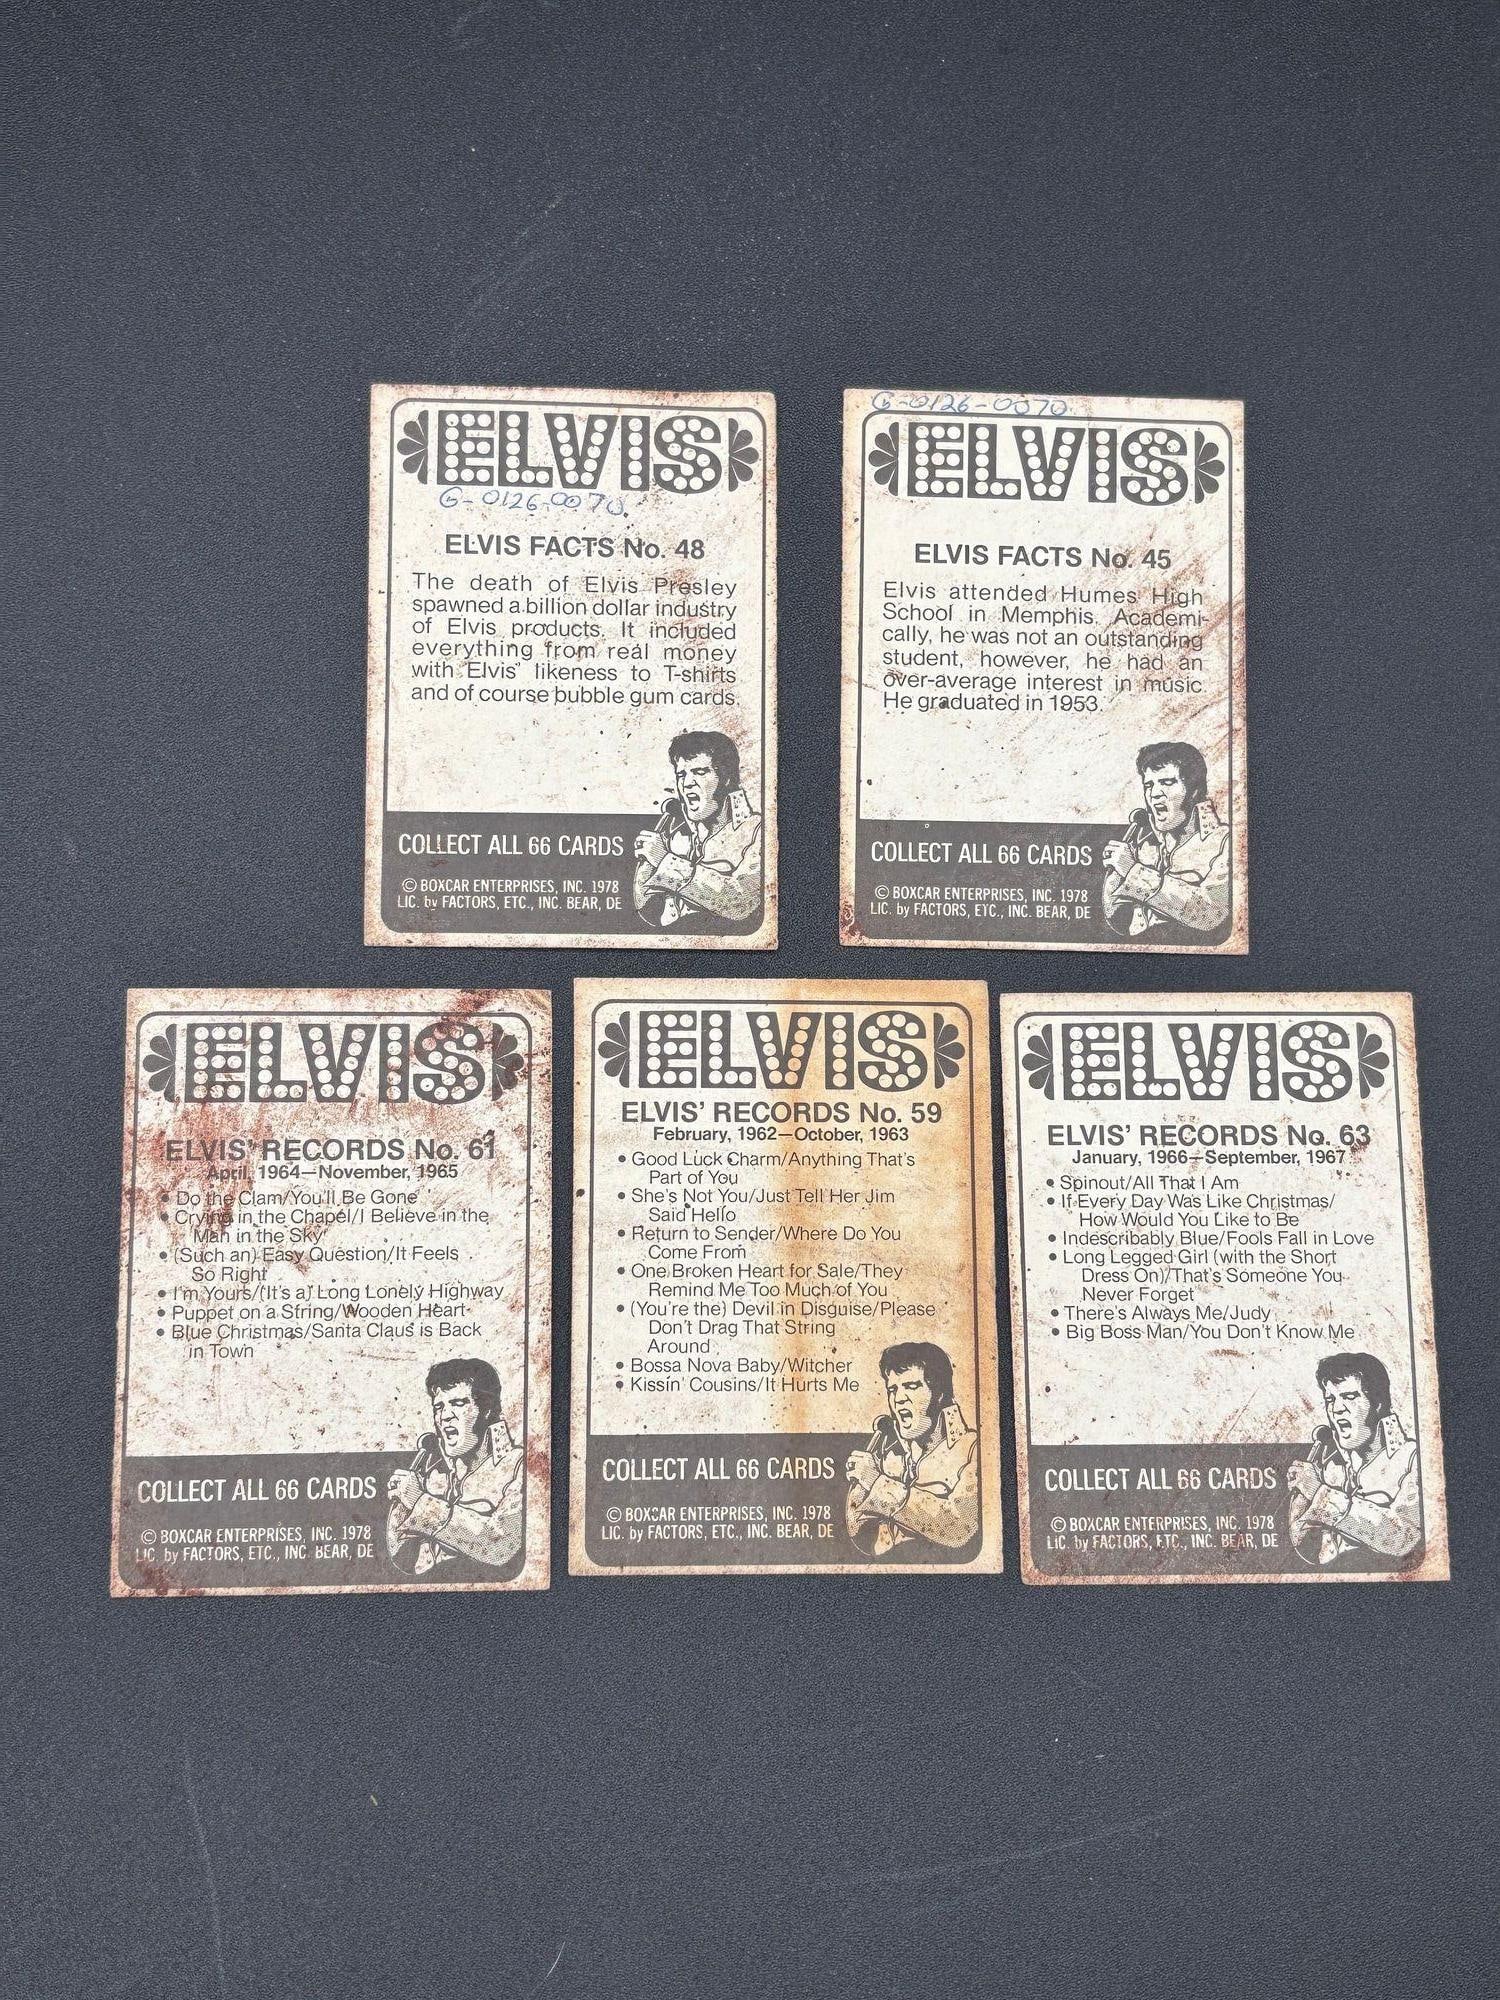 ELVIS
G-0126-0070
ELVIS FACTS No. 48
The death of Elvis Presley
spawned a billion dollar industry
of Elvis products. It included
everything from real money
with Elvis' likeness to T-shirts
and of course bubble gum cards.
COLLECT ALL 66 CARDS
© BOXCAR ENTERPRISES, INC. 1978
LIC. by FACTORS, ETC., INC. BEAR, DE
G-0126-0070
ELVIS
ELVIS FACTS No. 45
Elvis attended Humes High
School in Memphis. Academi-
cally, he was not an outstanding
student, however, he had an
over-average interest in music.
He graduated in 1953.
COLLECT ALL 66 CARDS
© BOXCAR ENTERPRISES, INC. 1978
LIC. by FACTORS, ETC., INC. BEAR, DE
ELVIS
ELVIS' RECORDS No. 61
April, 1964—November, 1965
• Do the Clam/You'll Be Gone
• Crying in the Chapel/I Believe in the
Man in the Sky
• (Such an) Easy Question/It Feels
So Right
• I'm Yours/(It's a) Long Lonely Highway
• Puppet on a String/Wooden Heart
• Blue Christmas/Santa Claus is Back
in Town
COLLECT ALL 66 CARDS
© BOXCAR ENTERPRISES, INC. 1978
LIC. by FACTORS, ETC., INC. BEAR, DE
ELVIS
ELVIS' RECORDS No. 59
February, 1962—October, 1963
• Good Luck Charm/Anything That's
Part of You
• She's Not You/Just Tell Her Jim
Said Hello
• Return to Sender/Where Do You
Come From
• One Broken Heart for Sale/They
Remind Me Too Much of You
• (You're the) Devil in Disguise/Please
Don't Drag That String
Around
• Bossa Nova Baby/Witcher
• Kissin' Cousins/It Hurts Me
COLLECT ALL 66 CARDS
© BOXCAR ENTERPRISES, INC. 1978
LIC. by FACTORS, ETC., INC. BEAR, DE
ELVIS
ELVIS' RECORDS No. 63
January, 1966—September, 1967
• Spinout/All That I Am
• If Every Day Was Like Christmas/
How Would You Like to Be
• Indescribably Blue/Fools Fall in Love
• Long Legged Girl (with the Short
Dress On)/That's Someone You
Never Forget
• There's Always Me/Judy
• Big Boss Man/You Don't Know Me
COLLECT ALL 66 CARDS
© BOXCAR ENTERPRISES, INC. 1978
LIC. by FACTORS, ETC., INC. BEAR, DE